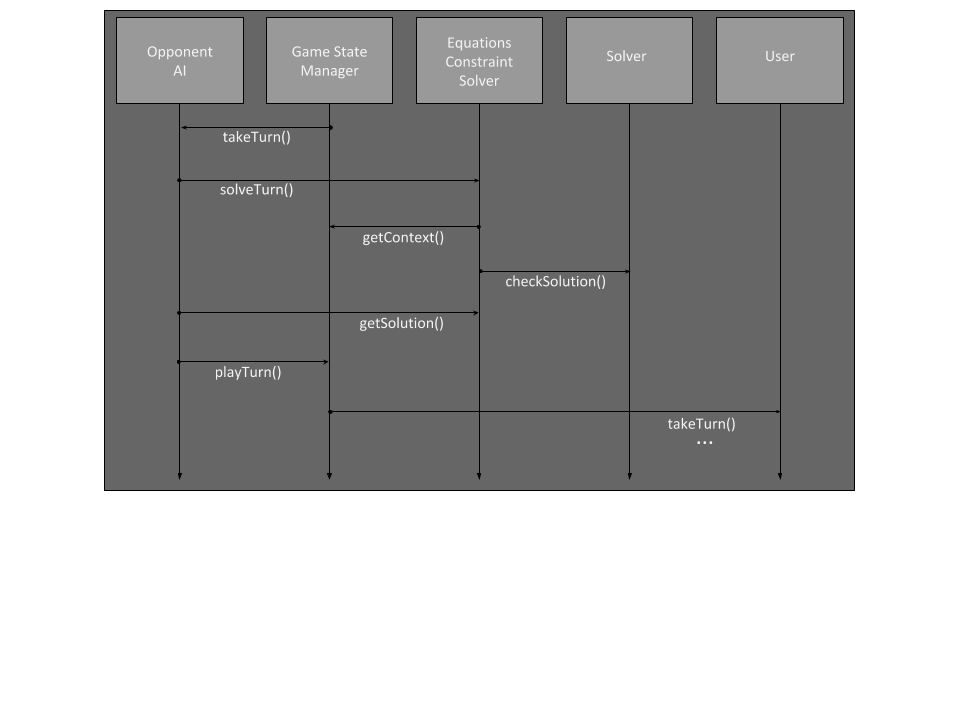 Opponent
AI
Game State
Manager
Equations
Constraint
Solver
Solver
User
takeTurn()
solveTurn()
getContext()
checkSolution()
getSolution()
playTurn()
takeTurn()
...